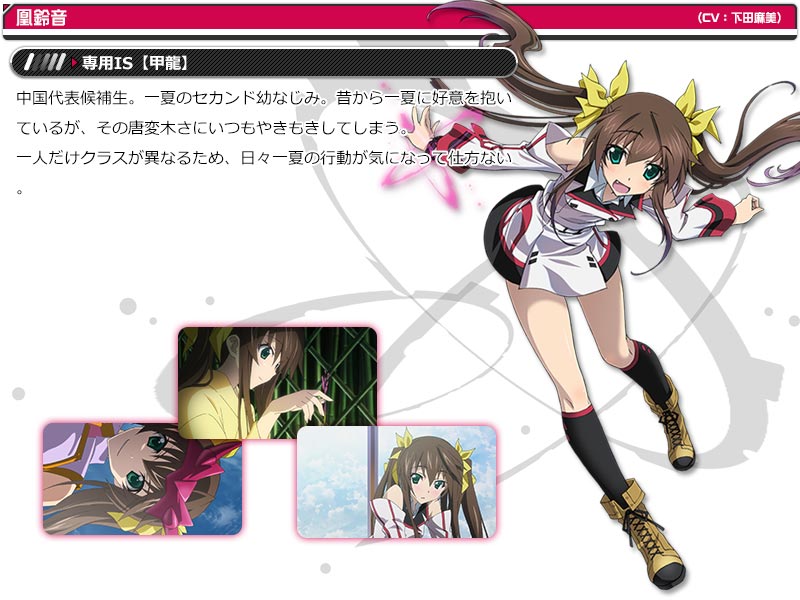 凰鈴音
（CV：下田麻美）
専用IS【甲龍】
中国代表候補生。一夏のセカンド幼なじみ。昔から一夏に好意を抱い
ているが、その唐変木さにいつもやきもきしてしまう。
一人だけクラスが異なるため、日々一夏の行動が気になって仕方ない
。